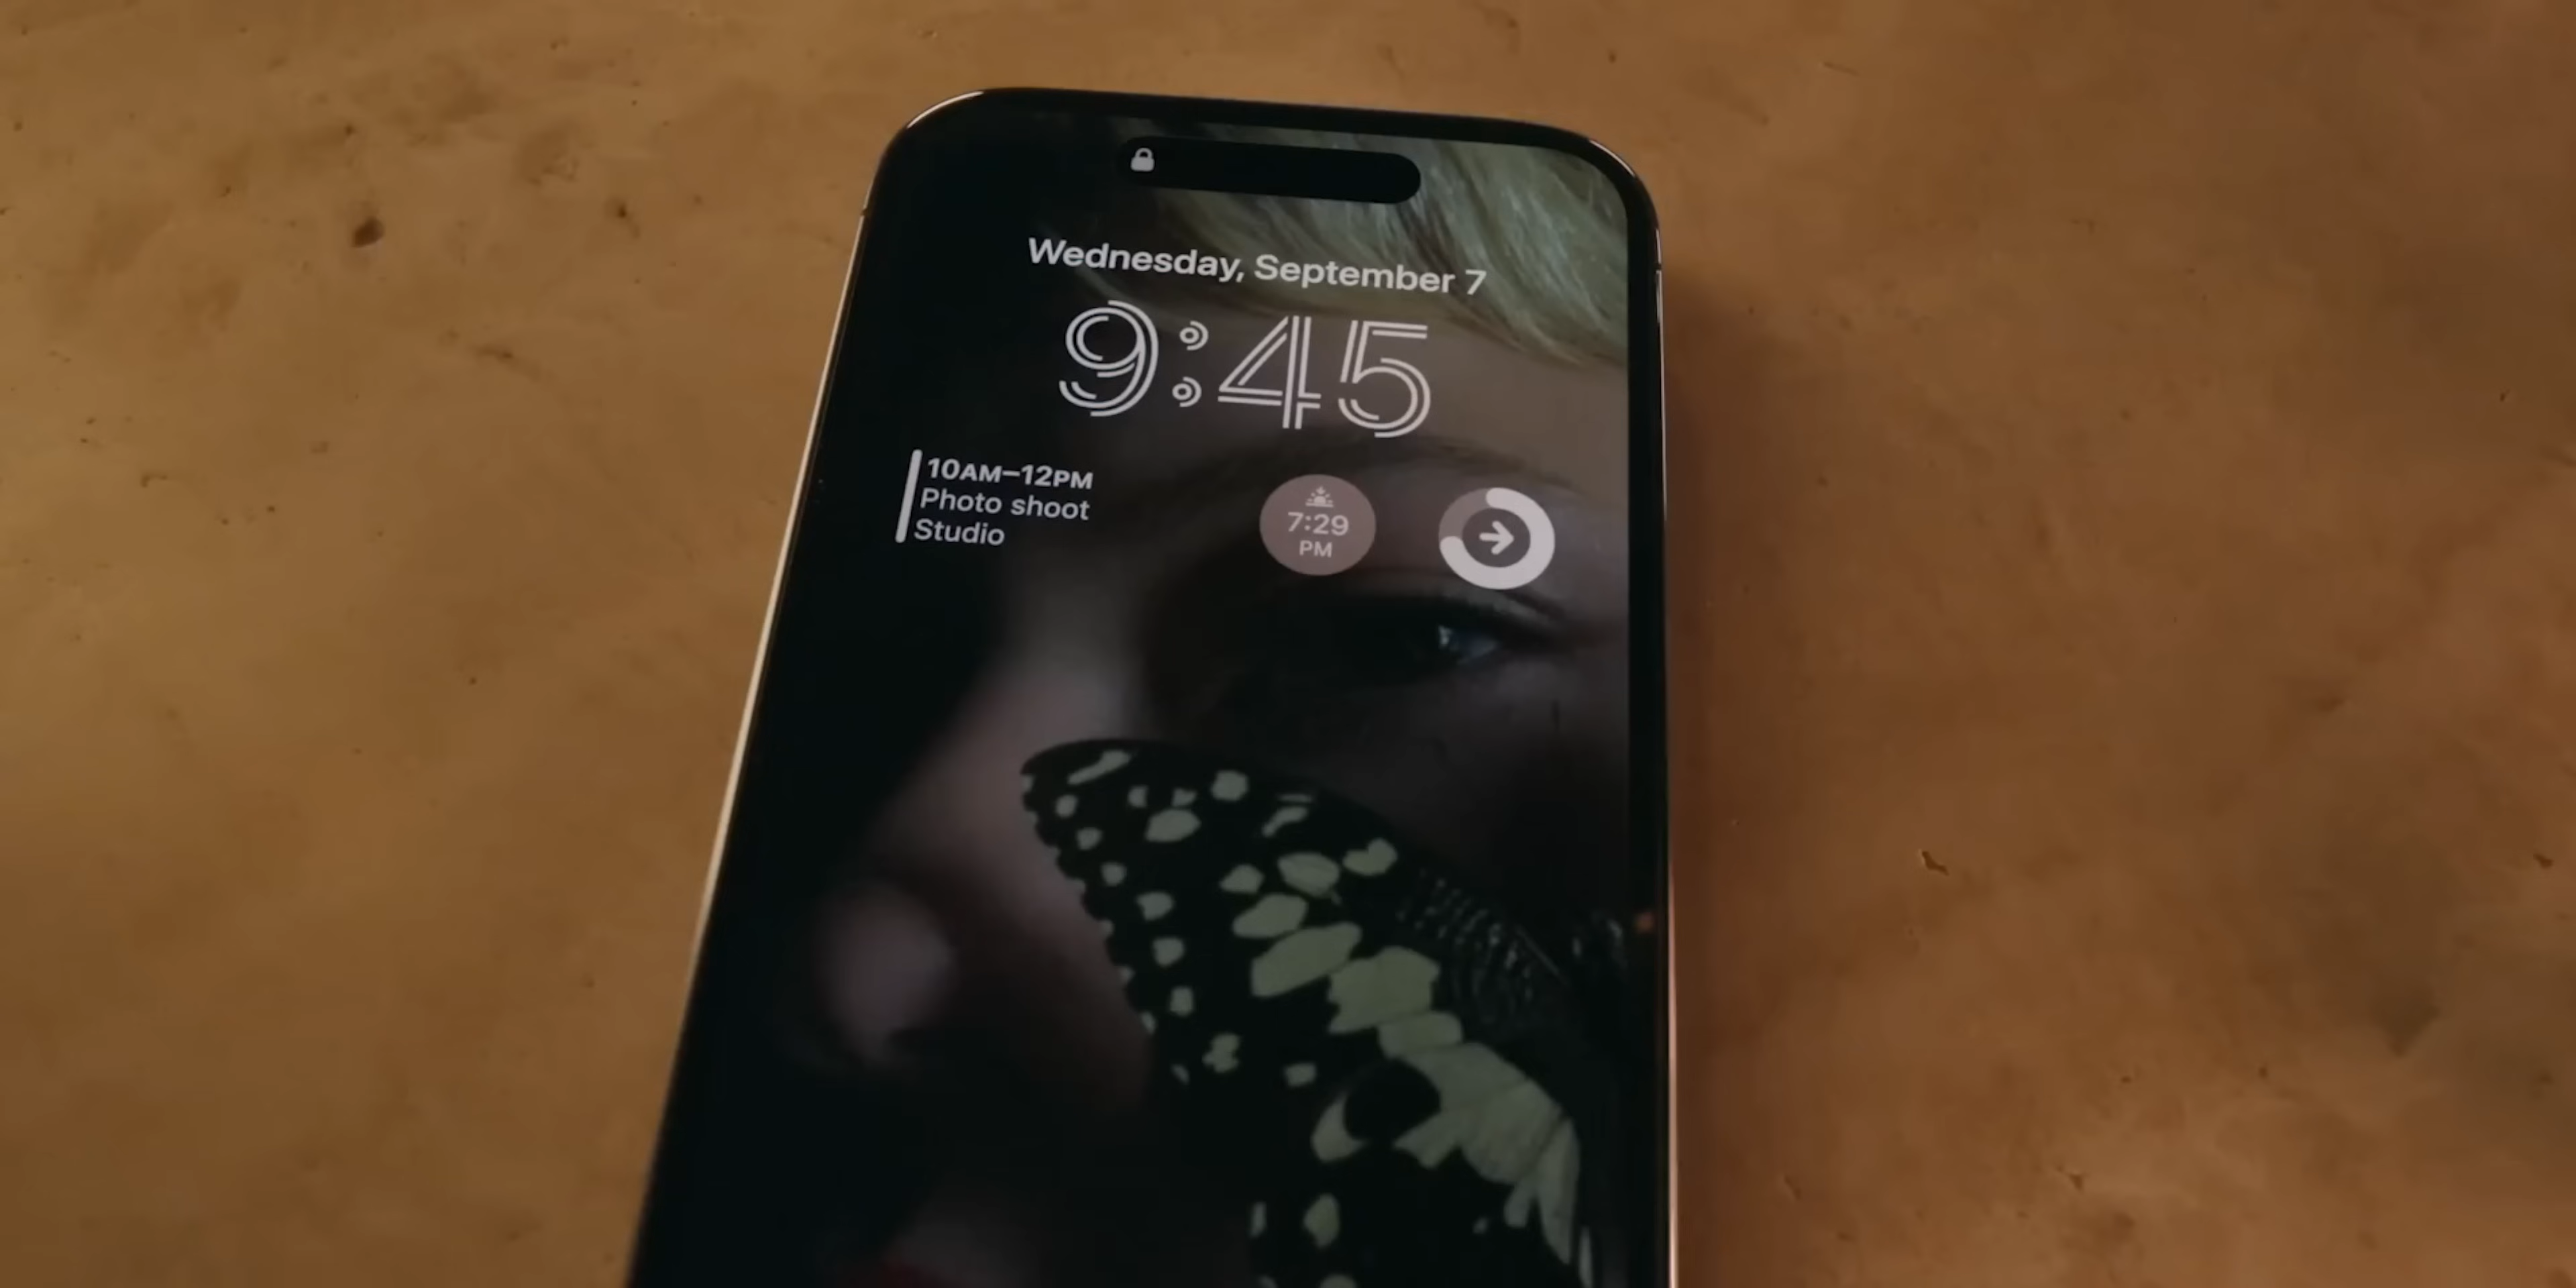 Wednesday, September 7
9:45
10AM–12PM
Photo shoot
Studio
7:29
PM